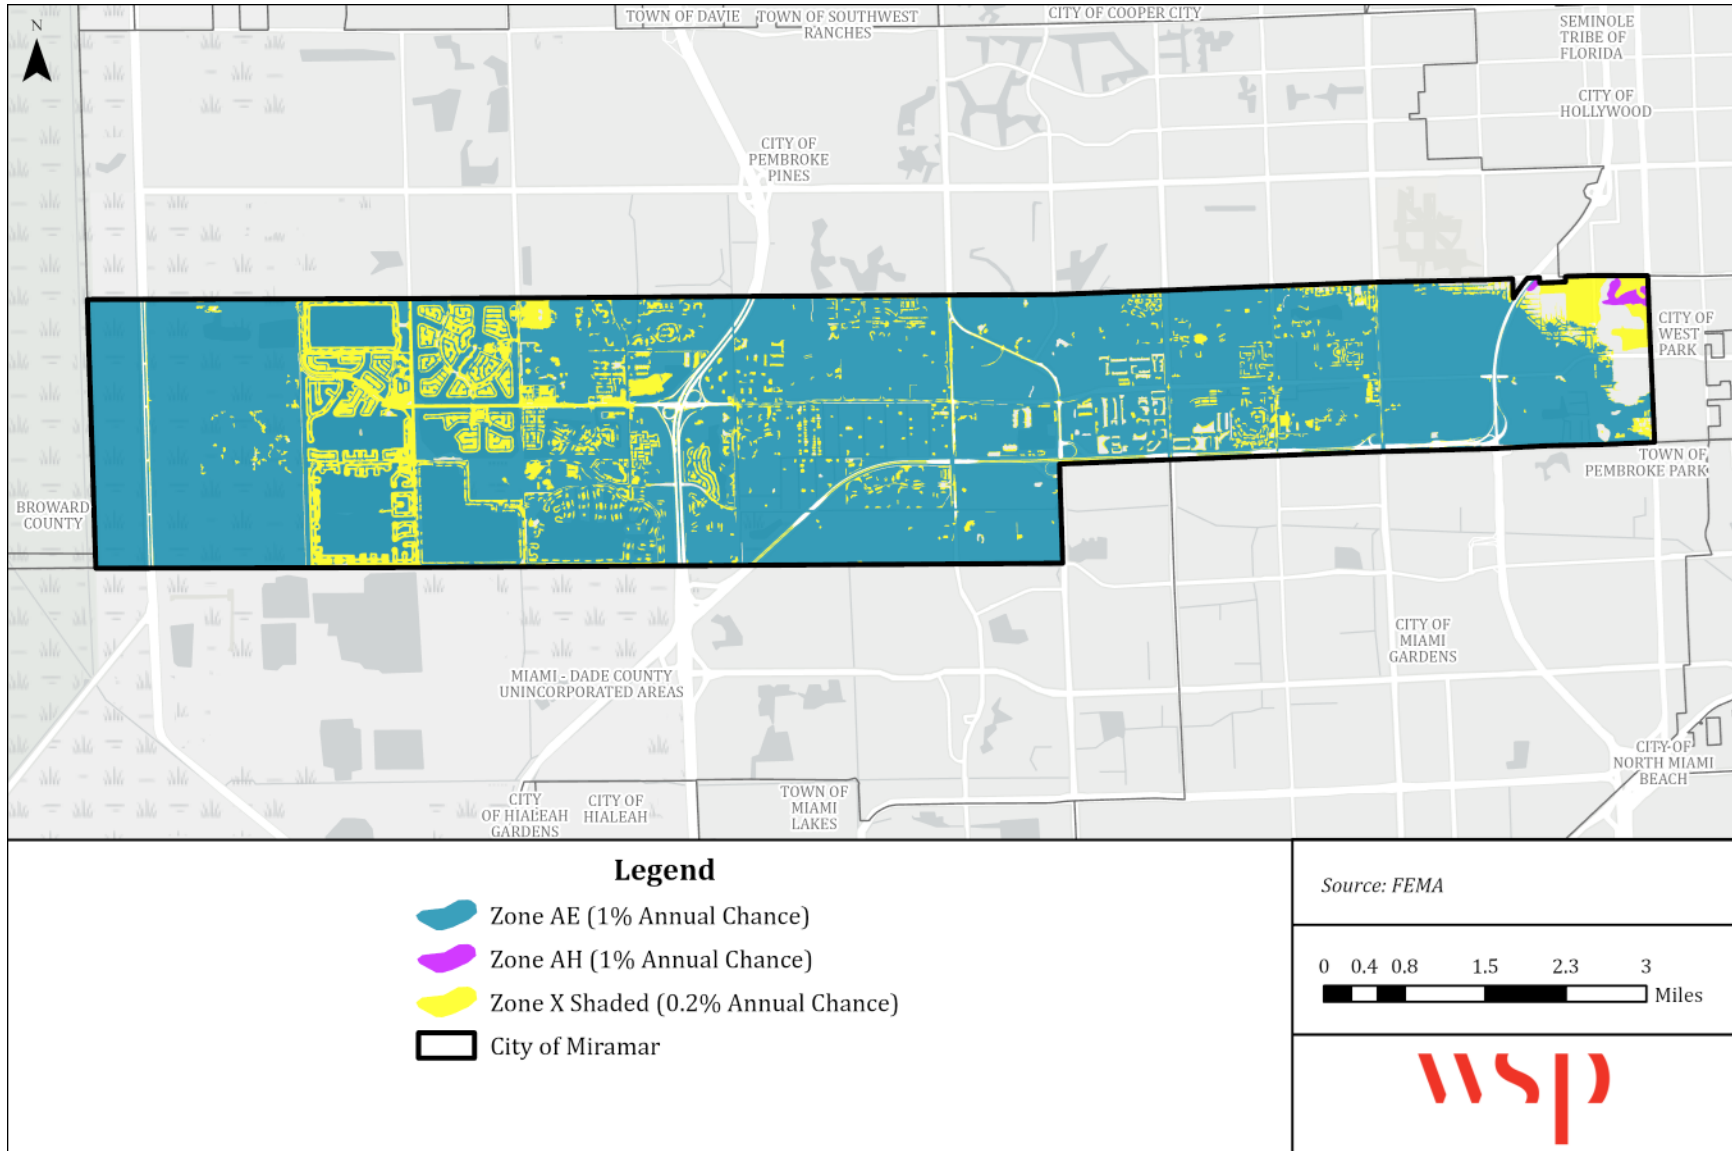 N
TOWN OF DAVIE
TOWN OF SOUTHWEST
RANCHES
CITY OF COOPER CITY
SEMINOLE
TRIBE OF
FLORIDA
CITY OF
HOLLYWOOD
CITY OF
PEMBROKE
PINES
CITY OF
WEST
PARK
TOWN OF
PEMBROKE PARK
BROWARD
COUNTY
CITY OF
MIAMI
GARDENS
MIAMI - DADE COUNTY
UNINCORPORATED AREAS
CITY OF
NORTH MIAMI
BEACH
CITY
OF HIALEAH
GARDENS
CITY OF
HIALEAH
TOWN OF
MIAMI
LAKES
Legend
Zone AE (1% Annual Chance)
Zone AH (1% Annual Chance)
Zone X Shaded (0.2% Annual Chance)
City of Miramar
Source: FEMA
0 0.4 0.8 1.5 2.3 3
Miles
wsp